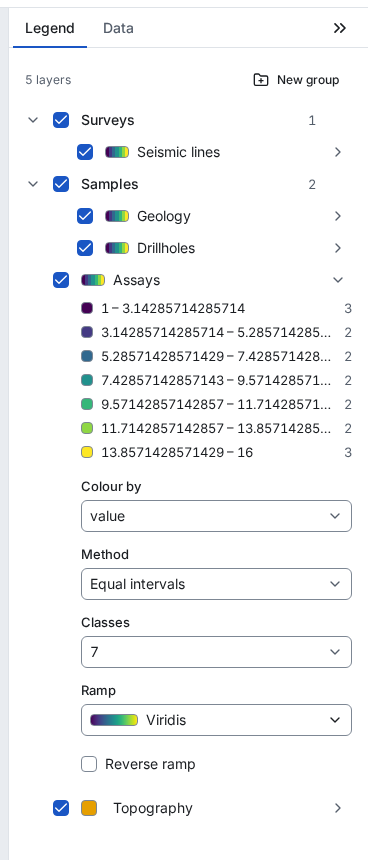 Legend Data
5 layers New group
Surveys 1
Seismic lines
Samples 2
Geology
Drillholes
Assays
1 – 3.14285714285714 3
3.14285714285714 – 5.285714285... 2
5.28571428571429 – 7.428571428... 2
7.42857142857143 – 9.571428571... 2
9.57142857142857 – 11.71428571... 2
11.7142857142857 – 13.85714285... 2
13.8571428571429 – 16 3
Colour by
value
Method
Equal intervals
Classes
7
Ramp
Viridis
Reverse ramp
Topography